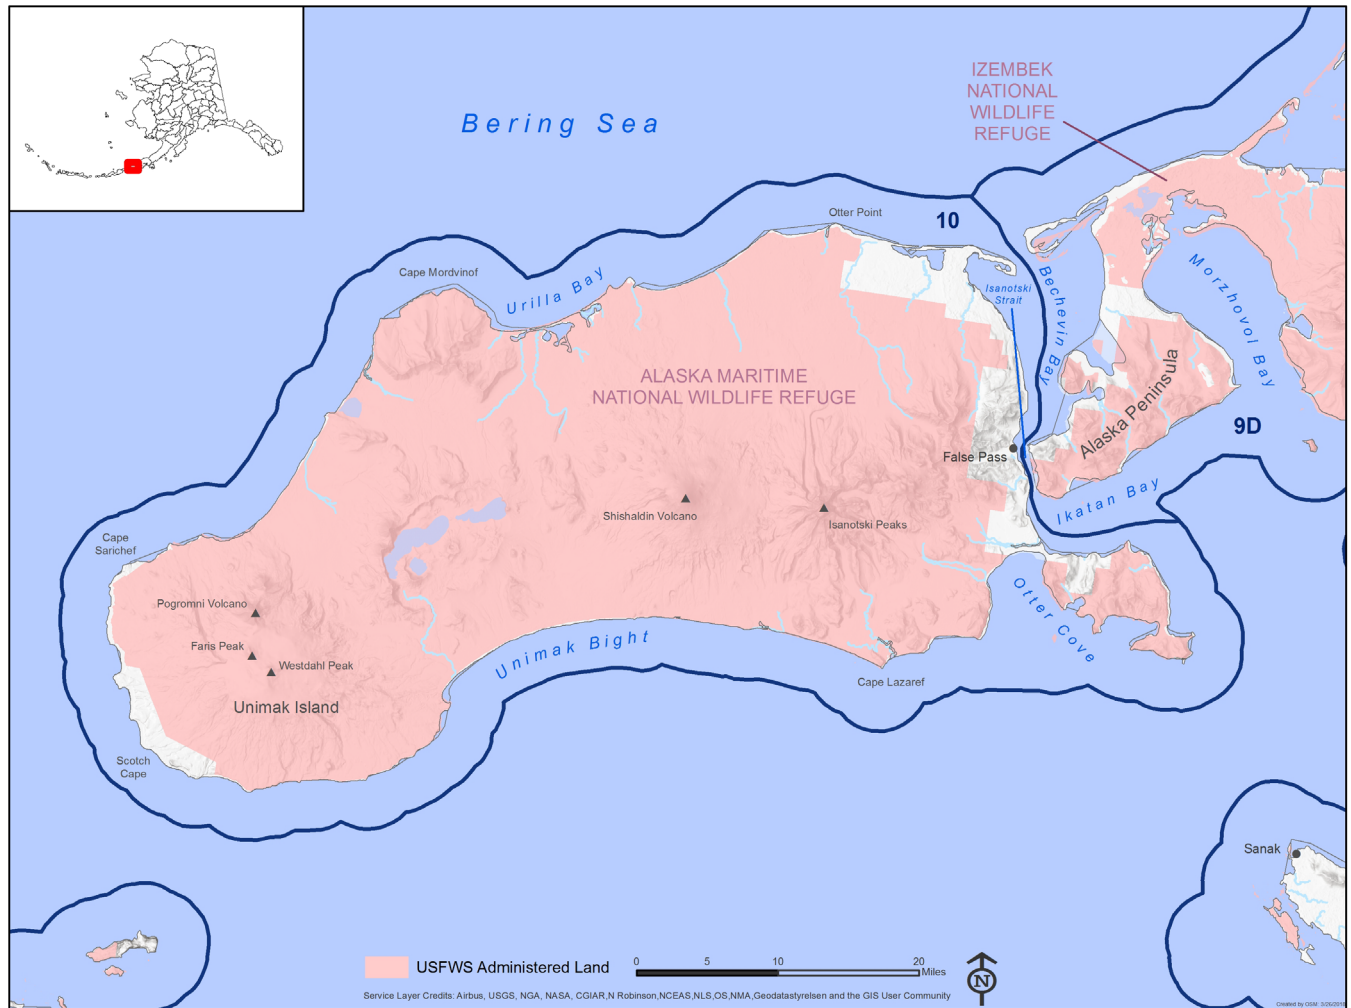 IZEMBEK
NATIONAL
WILDLIFE
REFUGE
Bering Sea
Otter Point
10
Cape Mordvinof
Urilla Bay
Isanotski
Strait
Bechevin Bay
Morzhovoi Bay
ALASKA MARITIME
NATIONAL WILDLIFE REFUGE
Alaska Peninsula
9D
False Pass
Ikatan Bay
Shishaldin Volcano
Isanotski Peaks
Cape
Sarichef
Pogromni Volcano
Faris Peak
Westdahl Peak
Unimak Island
Unimak Bight
Otter Cove
Cape Lazaref
Scotch
Cape
Sanak
USFWS Administered Land
0 5 10 20
Miles
N
Service Layer Credits: Airbus, USGS, NGA, NASA, CGIAR,N Robinson,NCEAS,NLS,OS,NMA,Geodatastyrelsen and the GIS User Community